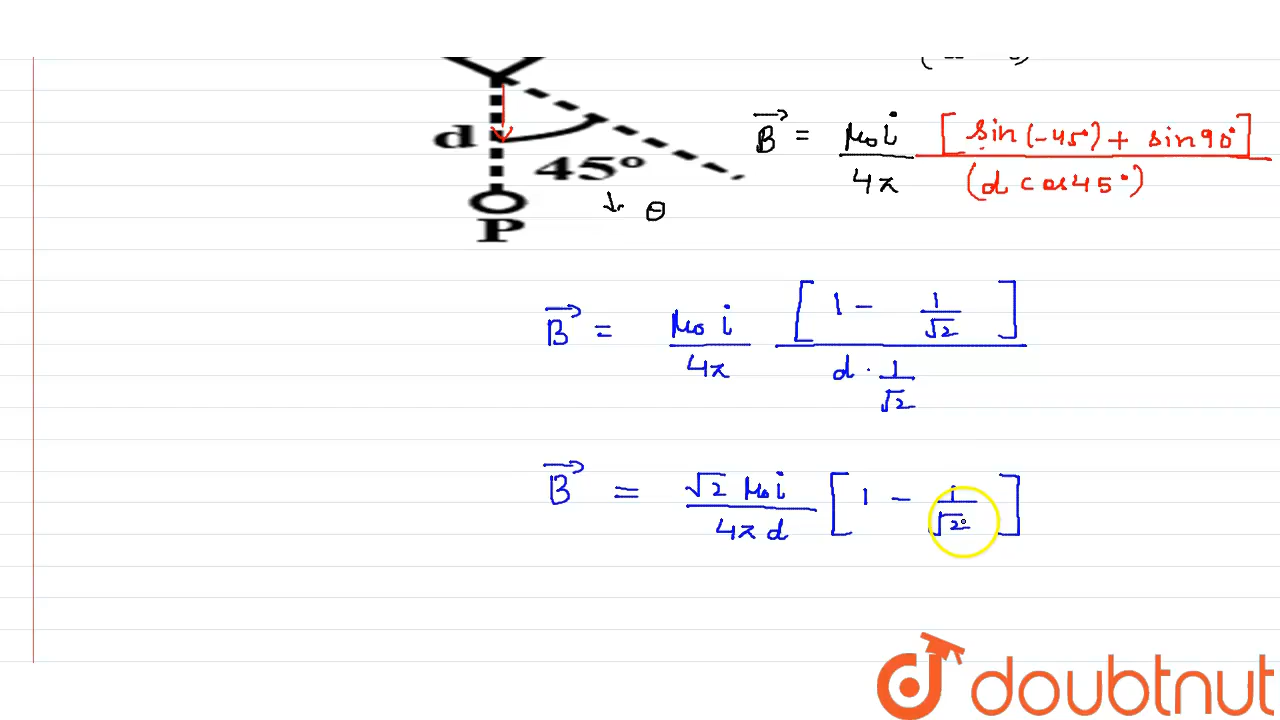 d
45°
↓ θ
P
B⃗ = μ₀i/4π [sin(-45°) + sin90°]/(d cos45°)
B⃗ = μ₀i/4π [1 - 1/√2]/(d · 1/√2)
B⃗ = √2 μ₀i/4πd [1 - 1/√2]
doubtnut